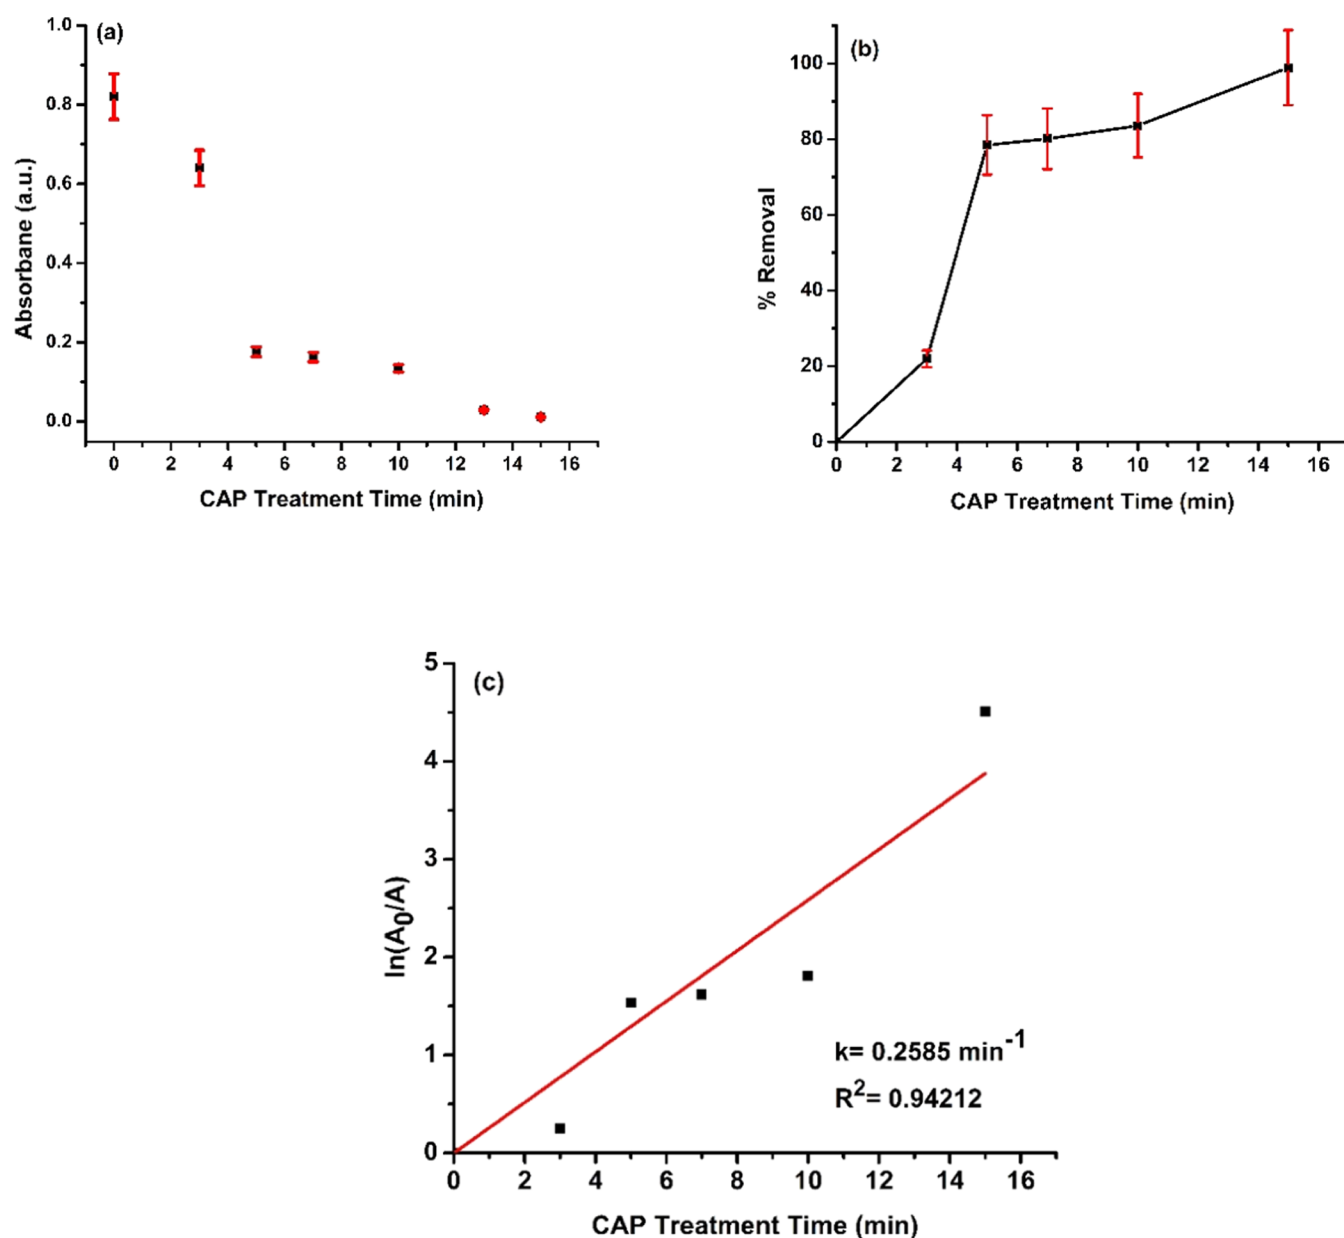 (a)
1.0
0.8
0.6
0.4
0.2
0.0
Absorbane (a.u.)
0 2 4 6 8 10 12 14 16
CAP Treatment Time (min)
(b)
100
80
60
40
20
0
% Removal
0 2 4 6 8 10 12 14 16
CAP Treatment Time (min)
(c)
5
4
3
2
1
0
ln(A₀/A)
k= 0.2585 min⁻¹
R²= 0.94212
0 2 4 6 8 10 12 14 16
CAP Treatment Time (min)